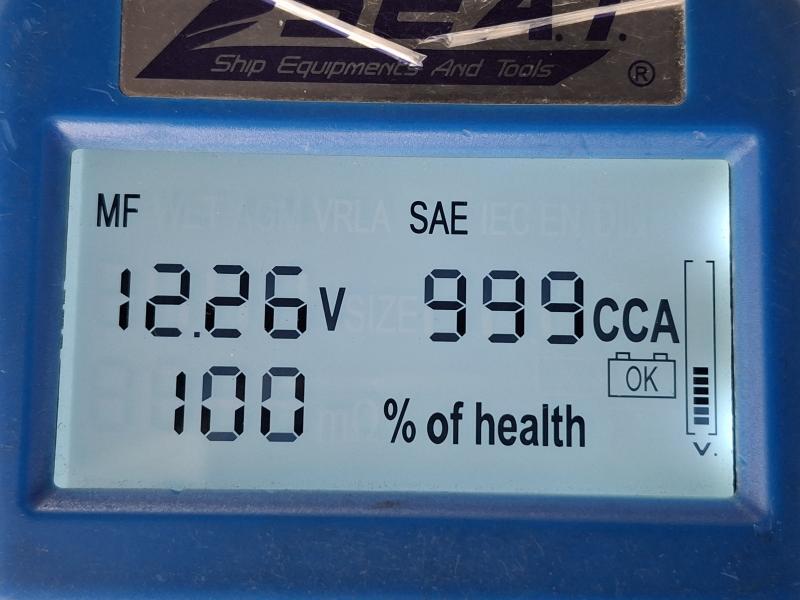 S.E.A.T.
Ship Equipments And Tools
®
MF SAE
12.26 V 999 CCA
OK
100 % of health
V.